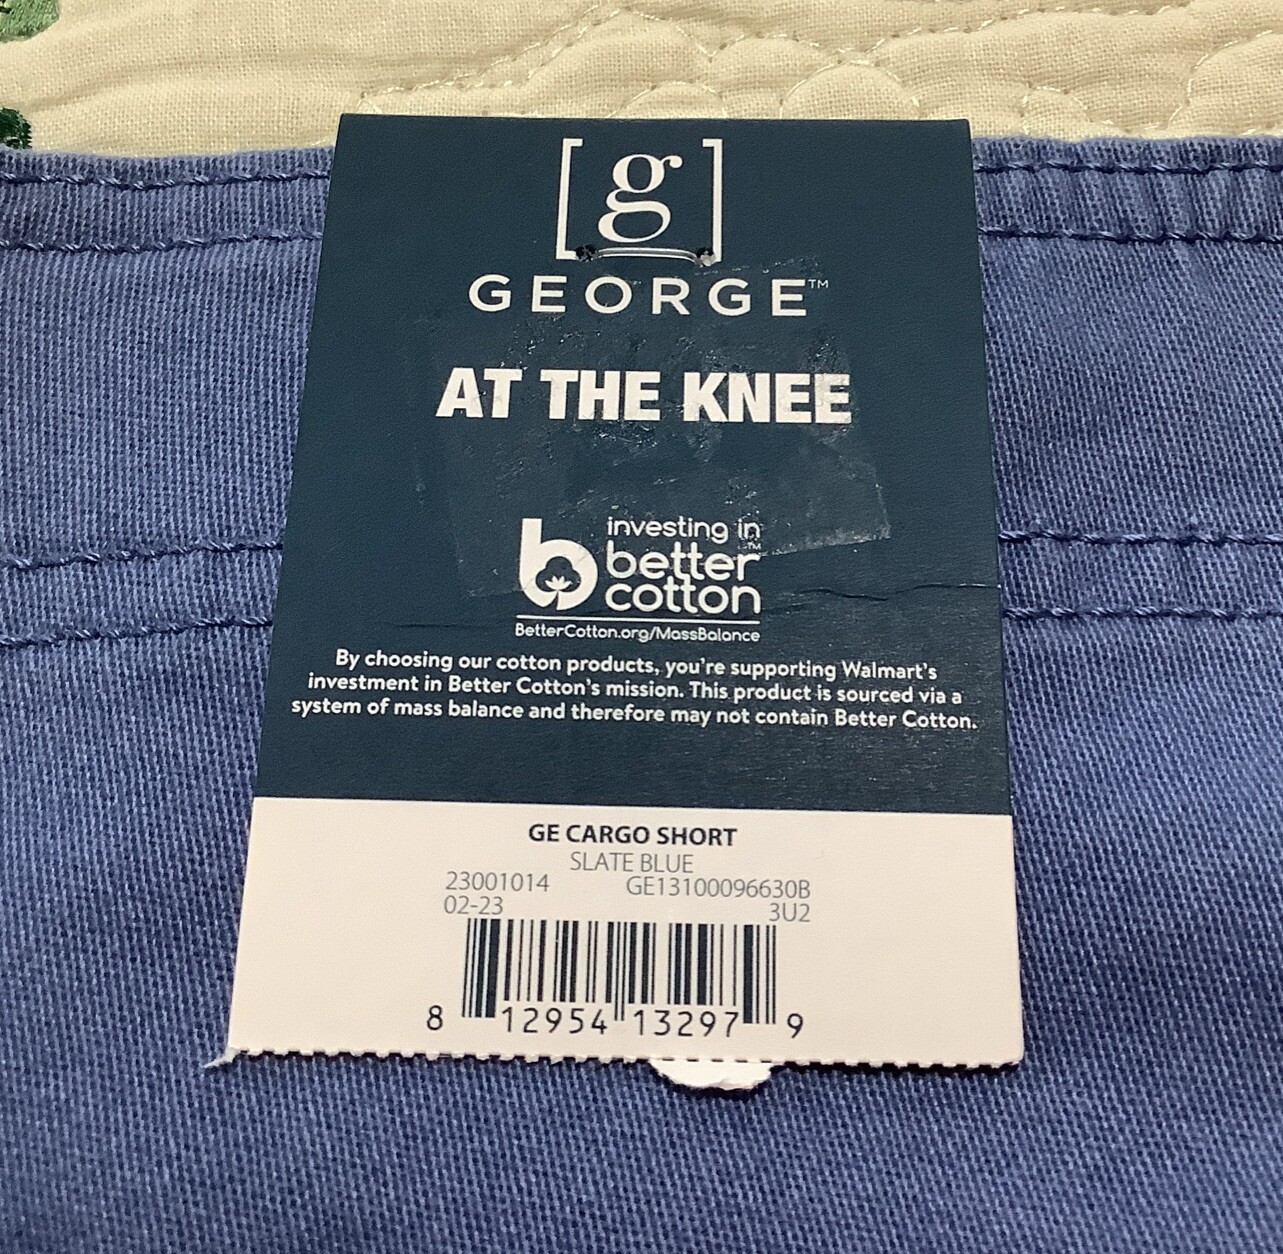 [g]
GEORGE™
AT THE KNEE
b
investing in
better™
cotton
BetterCotton.org/MassBalance
By choosing our cotton products, you're supporting Walmart's
investment in Better Cotton's mission. This product is sourced via a
system of mass balance and therefore may not contain Better Cotton.
GE CARGO SHORT
SLATE BLUE
23001014 GE13100096630B
02-23 3U2
8 12954 13297 9